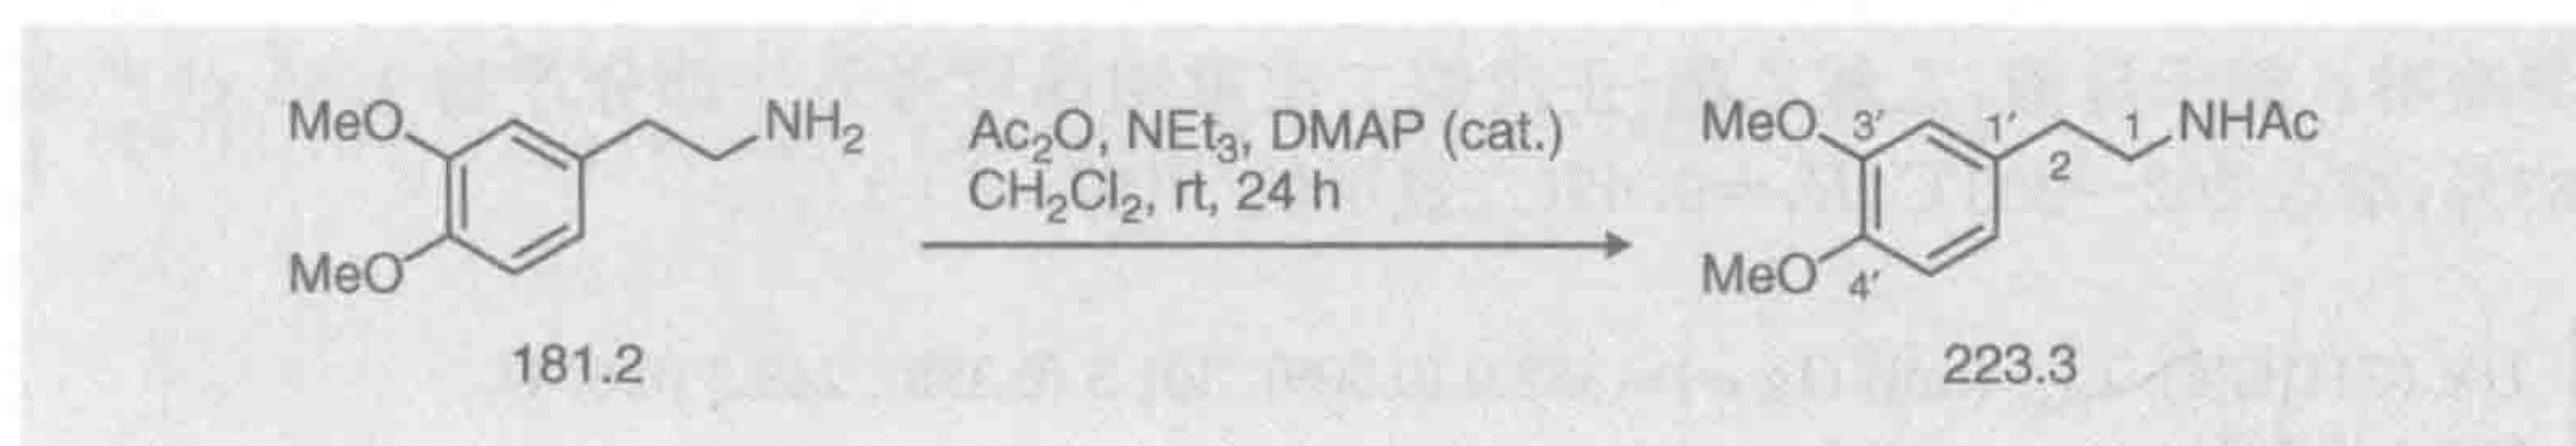 MeO
NH₂
MeO
181.2
Ac₂O, NEt₃, DMAP (cat.)
CH₂Cl₂, rt, 24 h
MeO 3′ 1′ 1 NHAc
2
MeO 4′
223.3